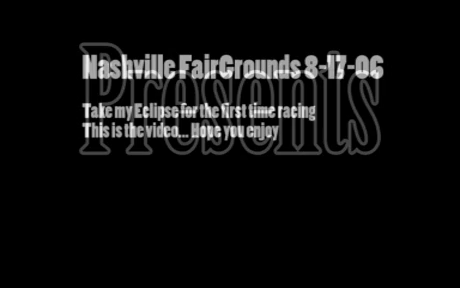 Presents
Nashville FairGrounds 8-17-06
Take my Eclipse for the first time racing
This is the video... Hope you enjoy